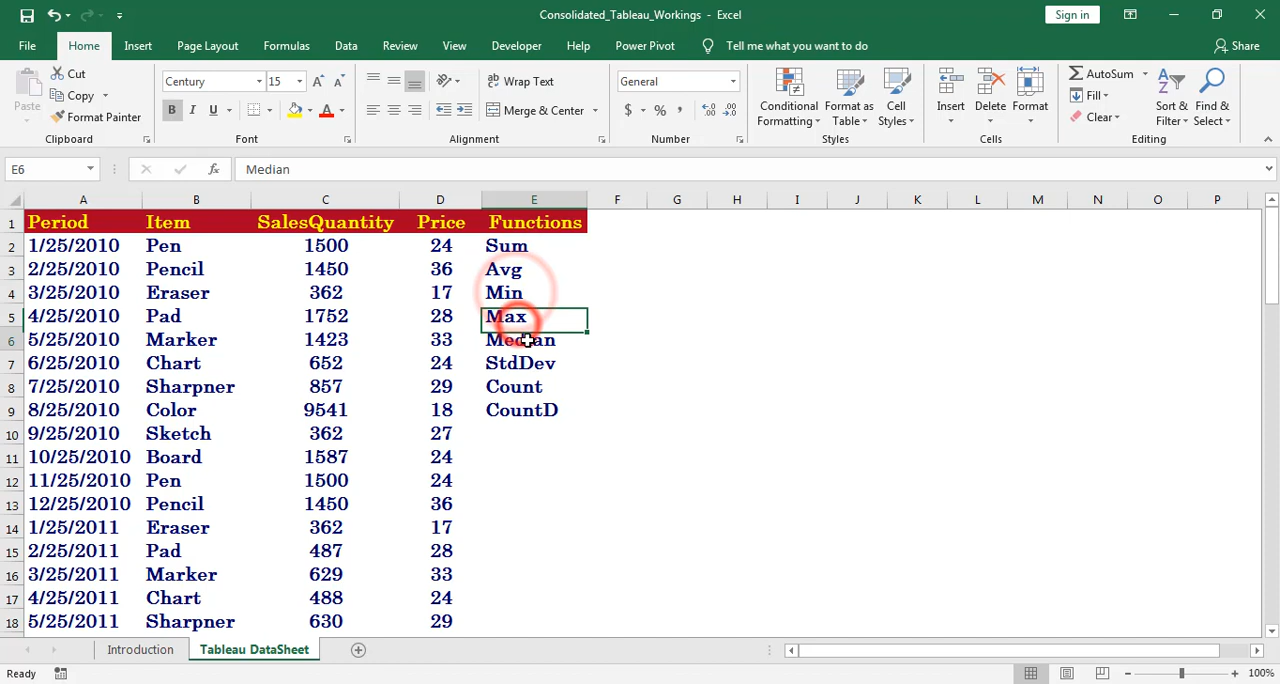 Consolidated_Tableau_Workings - Excel
Sign in
File Home Insert Page Layout Formulas Data Review View Developer Help Power Pivot Tell me what you want to do Share
Paste Cut Copy Format Painter Clipboard
Century 15 A A B I U A Font
Wrap Text Merge & Center Alignment
General $ % , Number
Conditional Formatting Format as Table Cell Styles Styles
Insert Delete Format Cells
AutoSum Fill Clear Sort & Filter Find & Select Editing
E6 fx Median
A B C D E F G H I J K L M N O P
1 Period Item SalesQuantity Price Functions
2 1/25/2010 Pen 1500 24 Sum
3 2/25/2010 Pencil 1450 36 Avg
4 3/25/2010 Eraser 362 17 Min
5 4/25/2010 Pad 1752 28 Max
6 5/25/2010 Marker 1423 33 Median
7 6/25/2010 Chart 652 24 StdDev
8 7/25/2010 Sharpner 857 29 Count
9 8/25/2010 Color 9541 18 CountD
10 9/25/2010 Sketch 362 27
11 10/25/2010 Board 1587 24
12 11/25/2010 Pen 1500 24
13 12/25/2010 Pencil 1450 36
14 1/25/2011 Eraser 362 17
15 2/25/2011 Pad 487 28
16 3/25/2011 Marker 629 33
17 4/25/2011 Chart 488 24
18 5/25/2011 Sharpner 630 29
Introduction Tableau DataSheet
Ready 100%